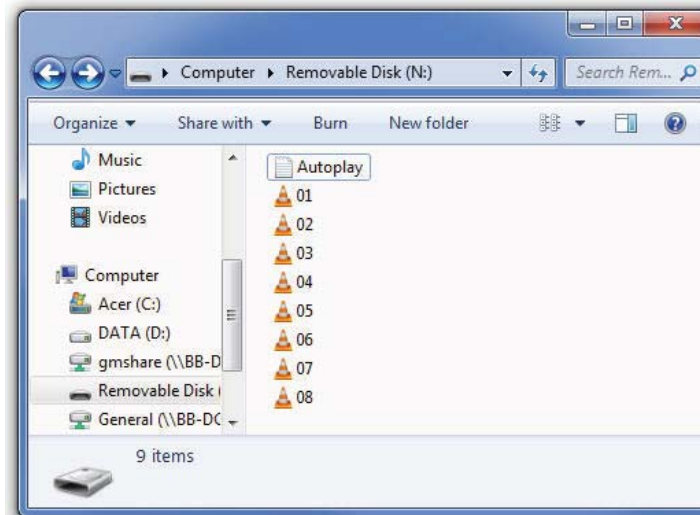 Computer Removable Disk (N:) Search Rem...
Organize Share with Burn New folder
Music
Pictures
Videos
Computer
Acer (C:)
DATA (D:)
gmshare (\\BB-D
Removable Disk (
General (\\BB-DC
Autoplay
01
02
03
04
05
06
07
08
9 items